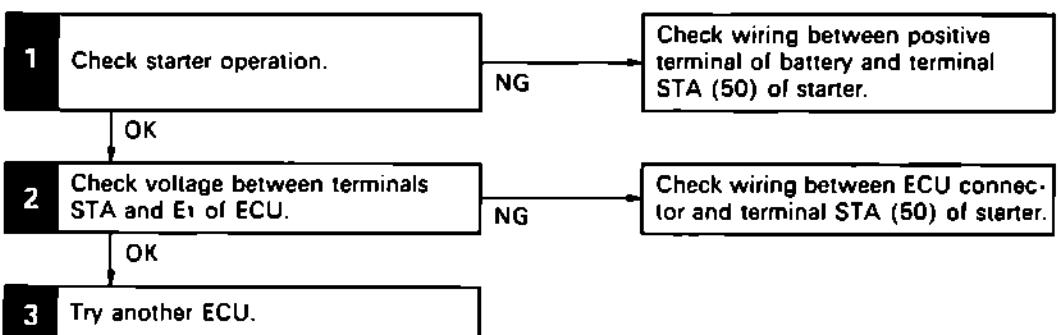 1 Check starter operation.
NG
Check wiring between positive
terminal of battery and terminal
STA (50) of starter.
OK
2 Check voltage between terminals
STA and E1 of ECU.
NG
Check wiring between ECU connec-
tor and terminal STA (50) of starter.
OK
3 Try another ECU.